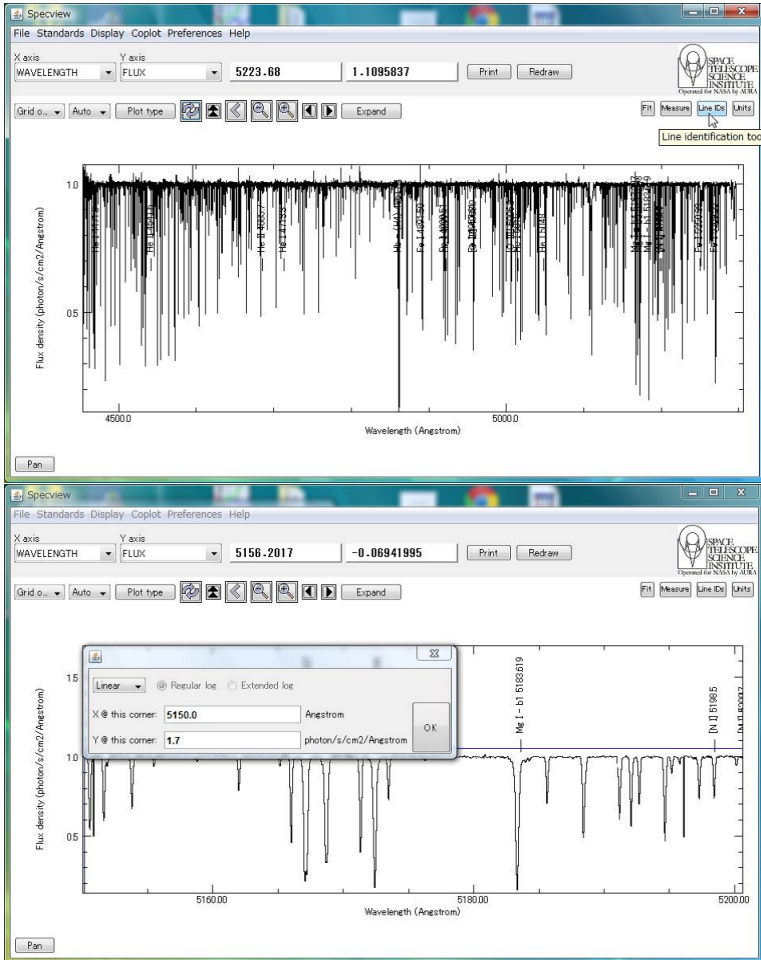 Specview
File Standards Display Coplot Preferences Help
X axis Y axis
WAVELENGTH FLUX 5223.68 1.1095837 Print Redraw
SPACE
TELESCOPE
SCIENCE
INSTITUTE
Operated for NASA by AURA
Grid o... Auto Plot type Expand Fit Measure Line IDs Units
Line identification too
1.0
0.5
Flux density (photon/s/cm2/Angstrom)
4500.0 5000.0
Wavelength (Angstrom)
Pan
Specview
File Standards Display Coplot Preferences Help
X axis Y axis
WAVELENGTH FLUX 5156.2017 -0.06941995 Print Redraw
SPACE
TELESCOPE
SCIENCE
INSTITUTE
Operated for NASA by AURA
Grid o... Auto Plot type Expand Fit Measure Line IDs Units
Linear Regular log Extended log
X @ this corner: 5150.0 Angstrom
Y @ this corner: 1.7 photon/s/cm2/Angstrom
OK
Mg I - b1 5183.619
[N I] 5198.5
1.5
1.0
0.5
Flux density (photon/s/cm2/Angstrom)
5160.00 5180.00 5200.00
Wavelength (Angstrom)
Pan